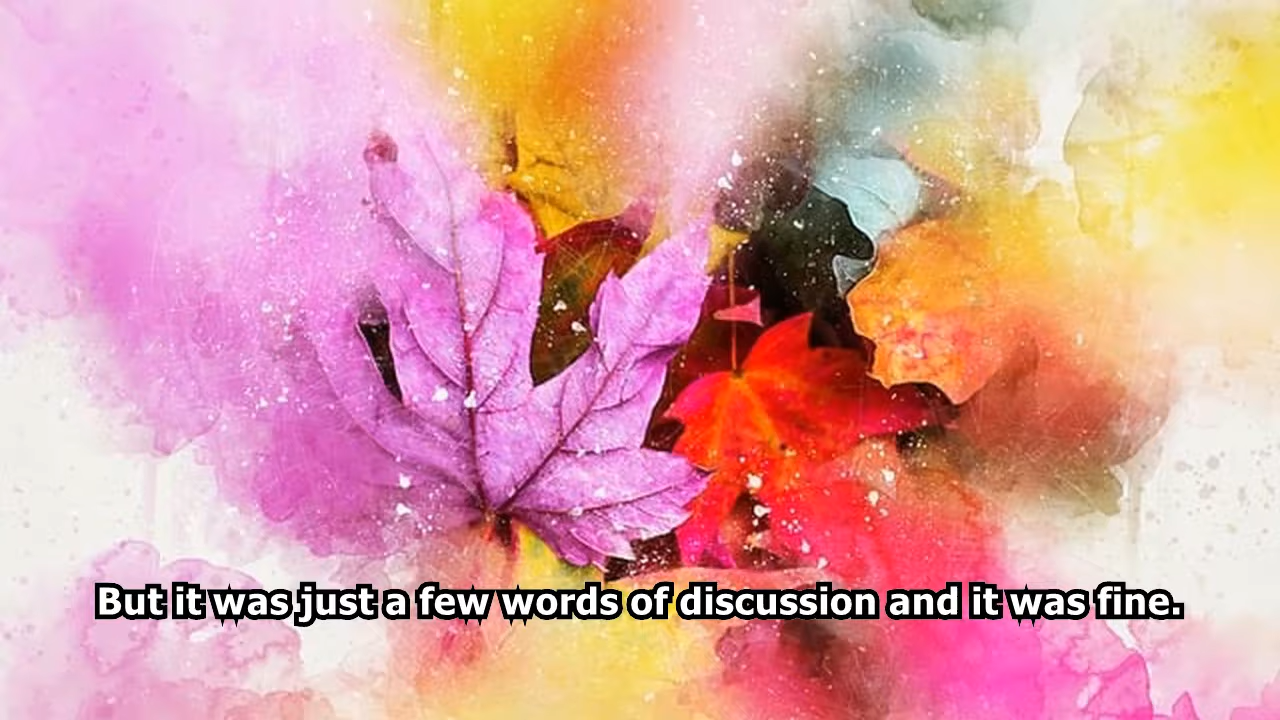 But it was just a few words of discussion and it was fine.